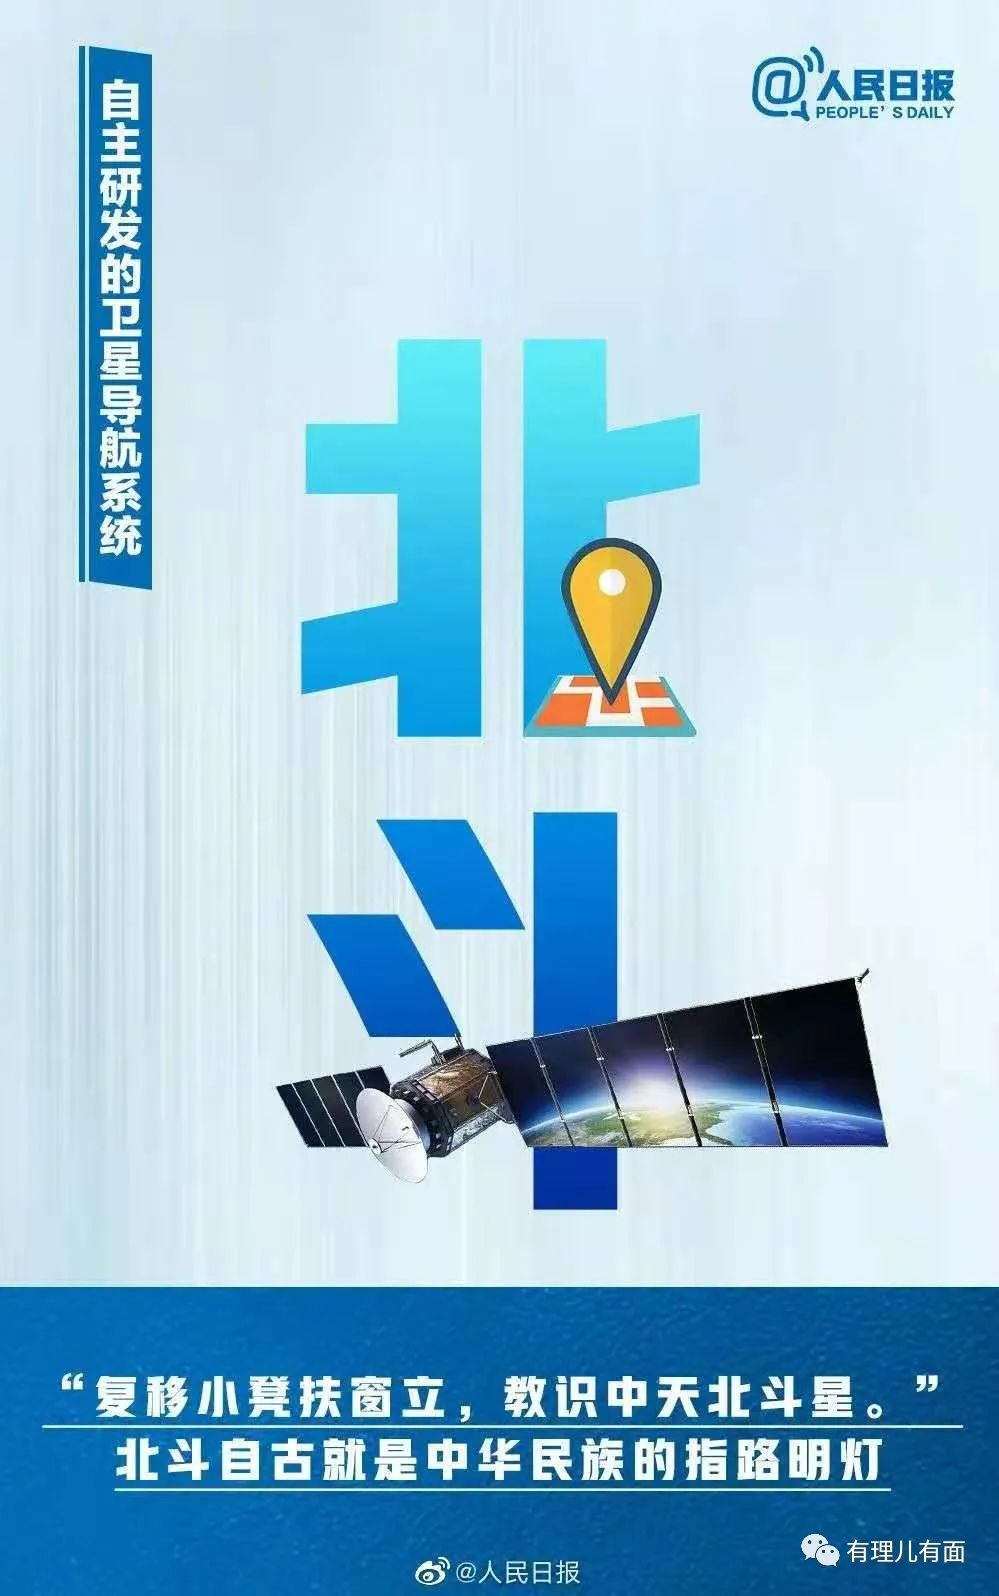 自主研发的卫星导航系统
@人民日报
PEOPLE'S DAILY
北斗
“复移小凳扶窗立，教识中天北斗星。”
北斗自古就是中华民族的指路明灯
@人民日报
有理儿有面